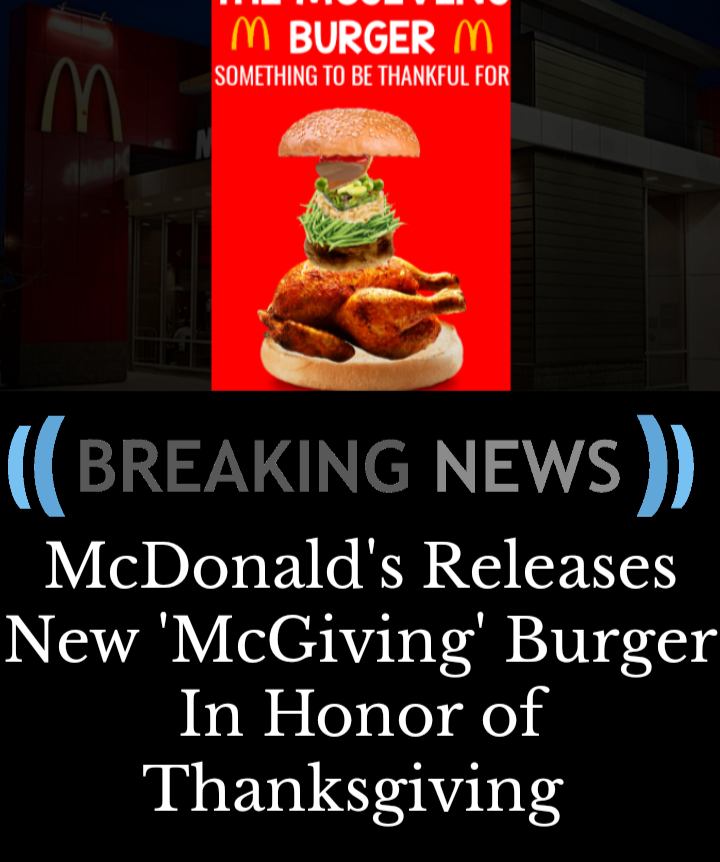 BURGER
SOMETHING TO BE THANKFUL FOR
BREAKING NEWS
McDonald's Releases
New 'McGiving' Burger
In Honor of
Thanksgiving